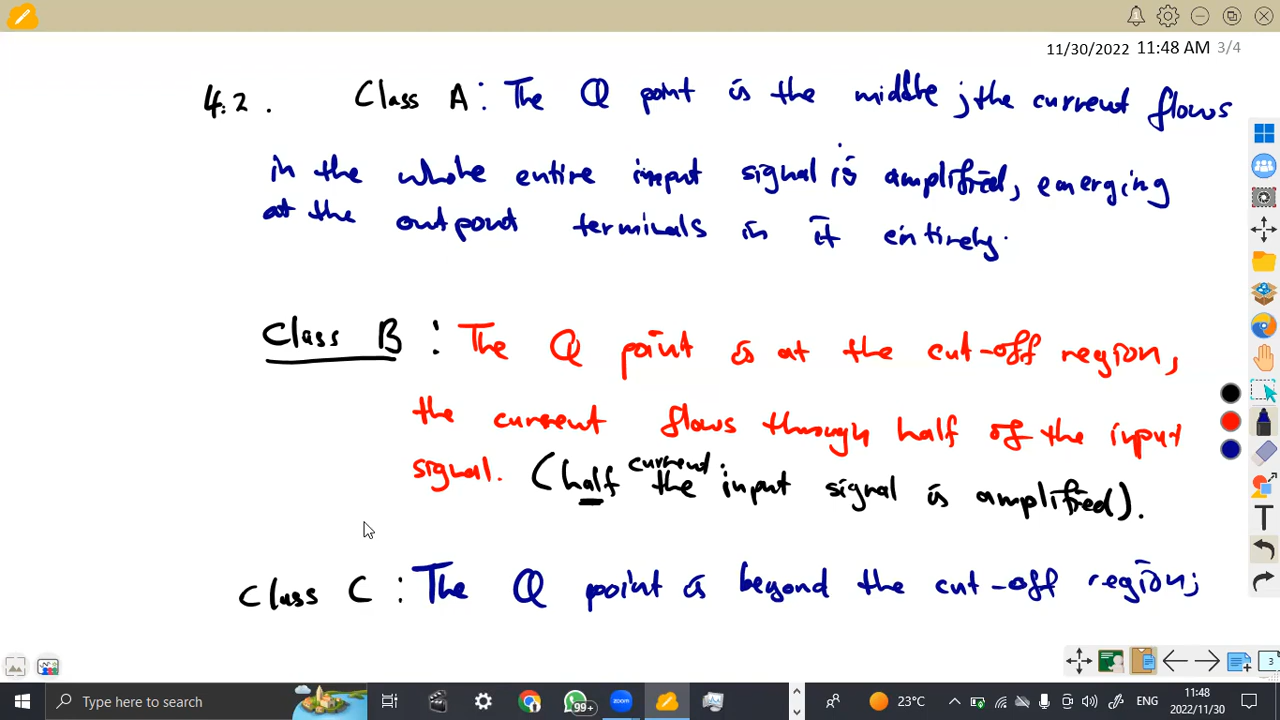 11/30/2022 11:48 AM 3/4
4.2. Class A: The Q point is the middle; the current flows
in the whole entire input signal is amplified, emerging
at the outpout terminals in it entirely.
Class B: The Q point is at the cut-off region,
the current flows through half of the input
signal. (half the current input signal is amplified).
Class C: The Q point is beyond the cut-off region;
T
3
Type here to search
99+
zoom
23°C
ENG
11:48
2022/11/30